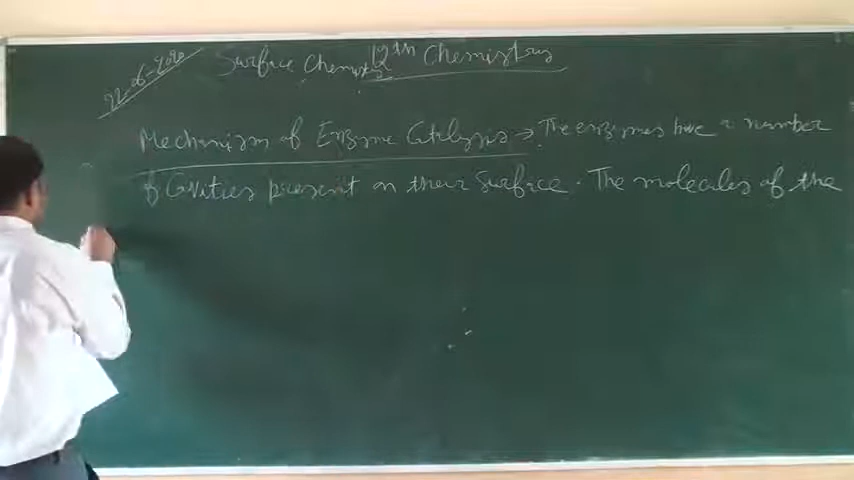 22-06-2020 Surface Chemistry 12th Chemistry
Mechanism of Enzyme Catalysis → The enzymes have a number
of Cavities present on their surface. The molecules of the